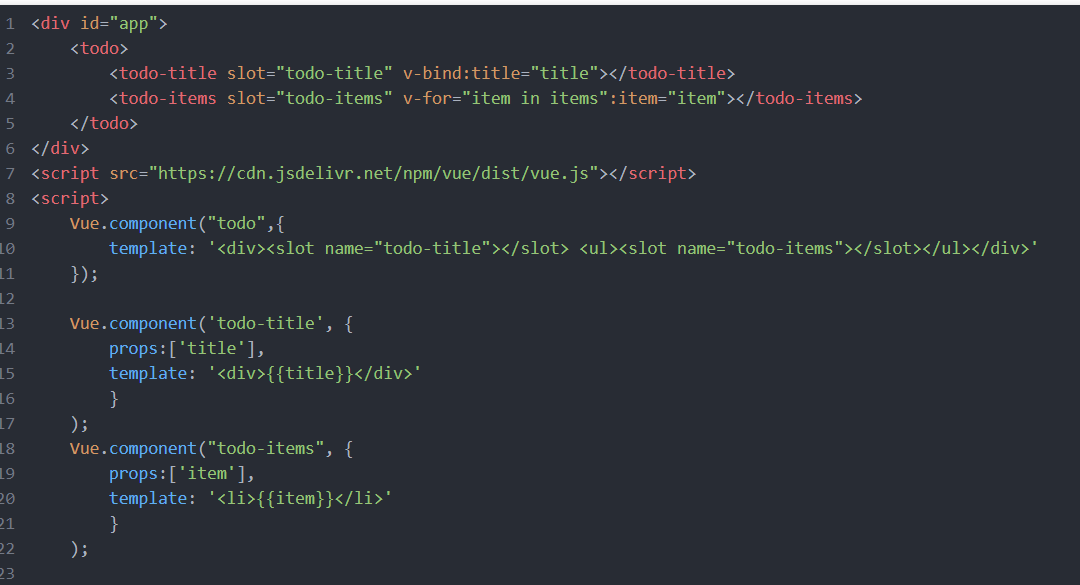 1 <div id="app">
2     <todo>
3         <todo-title slot="todo-title" v-bind:title="title"></todo-title>
4         <todo-items slot="todo-items" v-for="item in items":item="item"></todo-items>
5     </todo>
6 </div>
7 <script src="https://cdn.jsdelivr.net/npm/vue/dist/vue.js"></script>
8 <script>
9     Vue.component("todo",{
10         template: '<div><slot name="todo-title"></slot> <ul><slot name="todo-items"></slot></ul></div>'
11     });
12
13     Vue.component('todo-title', {
14         props:['title'],
15         template: '<div>{{title}}</div>'
16         }
17     );
18     Vue.component("todo-items", {
19         props:['item'],
20         template: '<li>{{item}}</li>'
21         }
22     );
23